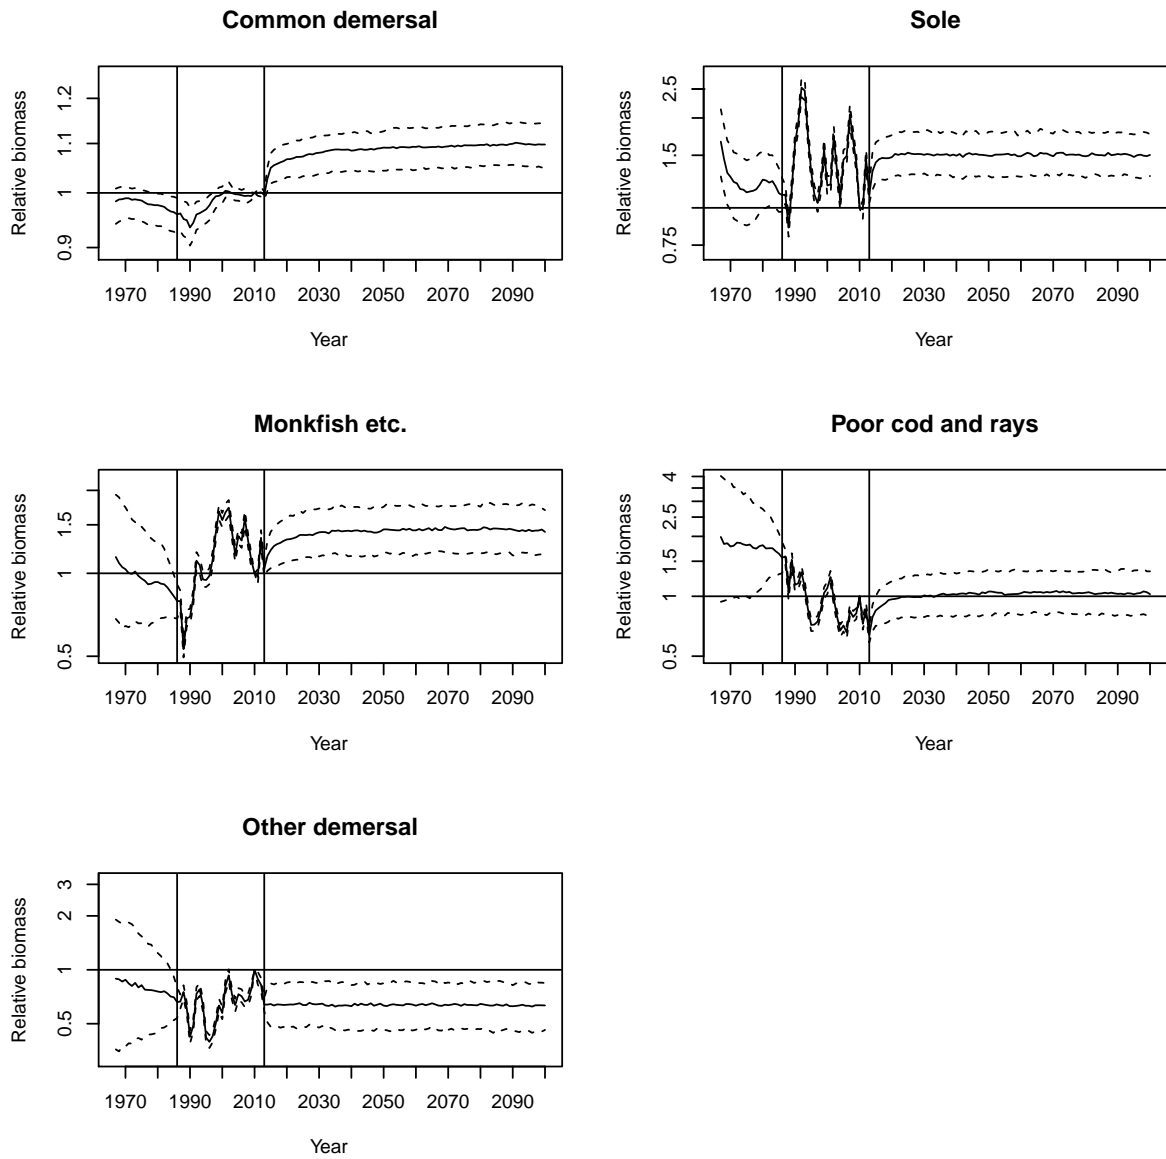 Common demersal
Relative biomass
0.9 1 1.1 1.2
1970 1990 2010 2030 2050 2070 2090
Year
Sole
Relative biomass
0.75 1.5 2.5
1970 1990 2010 2030 2050 2070 2090
Year
Monkfish etc.
Relative biomass
0.5 1 1.5
1970 1990 2010 2030 2050 2070 2090
Year
Poor cod and rays
Relative biomass
0.5 1 1.5 2.5 4
1970 1990 2010 2030 2050 2070 2090
Year
Other demersal
Relative biomass
0.5 1 2 3
1970 1990 2010 2030 2050 2070 2090
Year